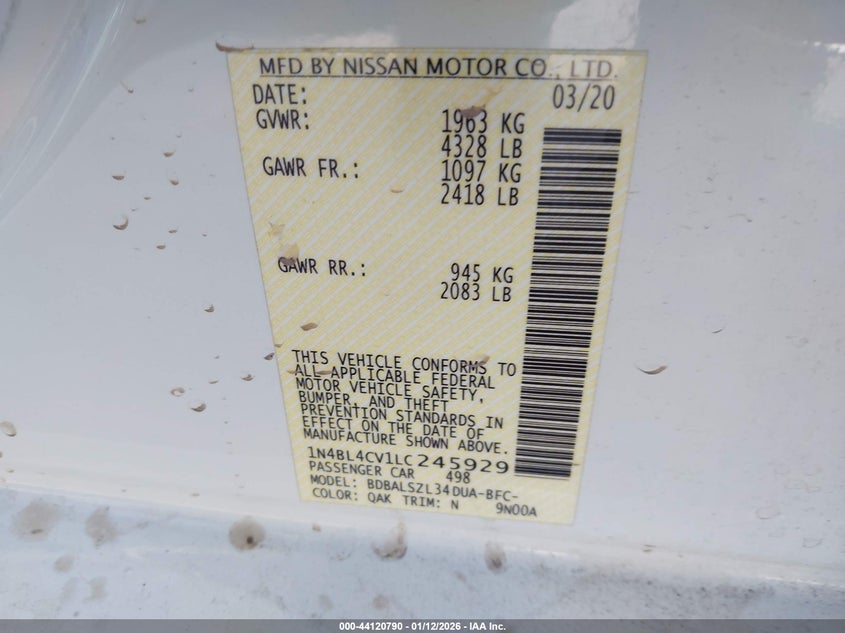 MFD BY NISSAN MOTOR CO., LTD.
DATE: 03/20
GVWR: 1963 KG
4328 LB
GAWR FR.: 1097 KG
2418 LB
GAWR RR.: 945 KG
2083 LB
THIS VEHICLE CONFORMS TO
ALL APPLICABLE FEDERAL
MOTOR VEHICLE SAFETY,
BUMPER, AND THEFT
PREVENTION STANDARDS IN
EFFECT ON THE DATE OF
MANUFACTURE SHOWN ABOVE.
1N4BL4CV1LC245929
PASSENGER CAR 498
MODEL: BDBALSZL34DUA-BFC-
COLOR: QAK TRIM: N 9N00A
000-44120790 - 01/12/2026 - IAA Inc.